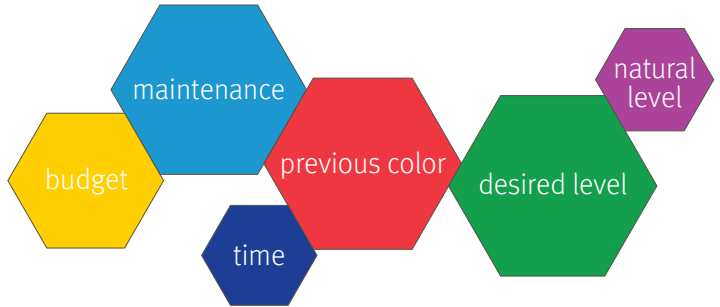 maintenance
budget
previous color
time
desired level
natural
level